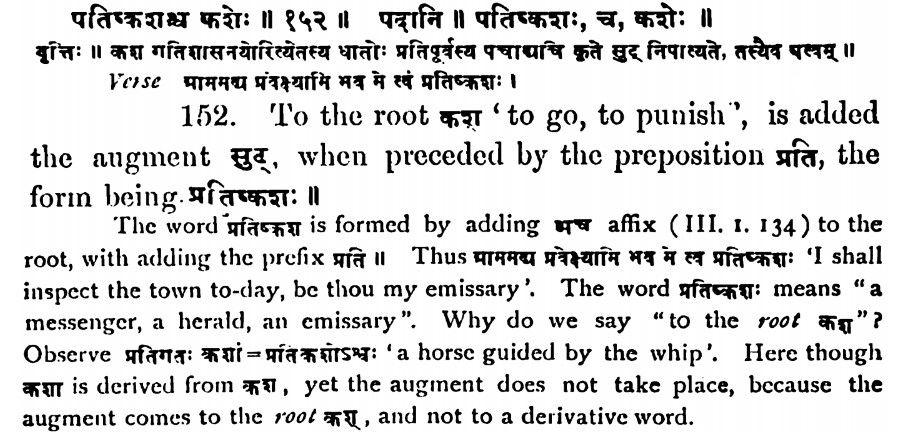 प्रतिष्कशश्च कशेः ॥ १५२ ॥ पदानि ॥ प्रतिष्कशः, च, कशेः ॥
वृत्तिः ॥ कश गतिशासनयोरित्येतस्य धातोः प्रतिपूर्वस्य पचाद्यचि कृते सुट् निपात्यते, तस्यैव षत्वम् ॥
Verse ग्राममद्य प्रवेक्ष्यामि भव मे त्वं प्रतिष्कशः ।
152. To the root कश् ‘to go, to punish’, is added
the augment सुट्, when preceded by the preposition प्रति, the
form being प्रतिष्कशः ॥
The word प्रतिष्कश is formed by adding अच affix (III. 1. 134) to the
root, with adding the prefix प्रति ॥ Thus ग्राममद्य प्रवेक्ष्यामि भव मे त्व प्रतिष्कशः ‘I shall
inspect the town to-day, be thou my emissary’. The word प्रतिष्कशः means “a
messenger, a herald, an emissary”. Why do we say “to the root कश”?
Observe प्रतिगतः कशां = प्रतिकशोऽश्वः ‘a horse guided by the whip’. Here though
कशा is derived from कश, yet the augment does not take place, because the
augment comes to the root कश्, and not to a derivative word.